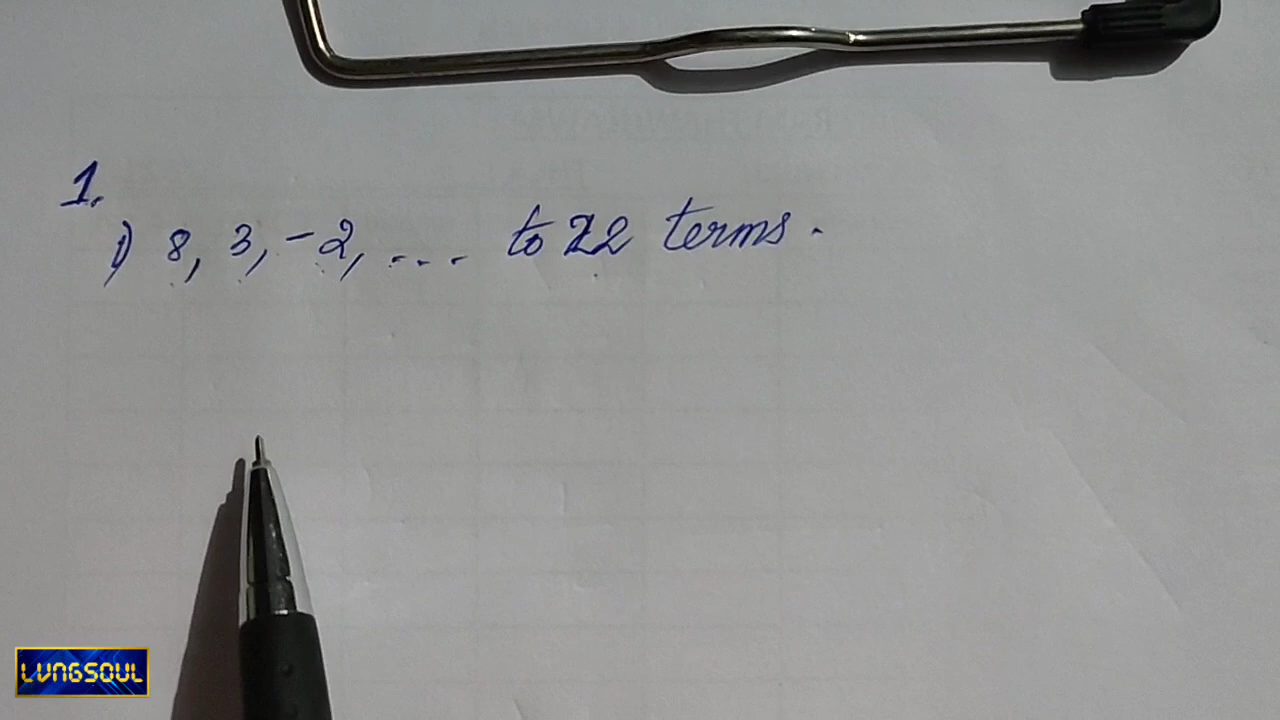 1.
i) 8, 3, -2, ... to 22 terms.
LUNGSOUL